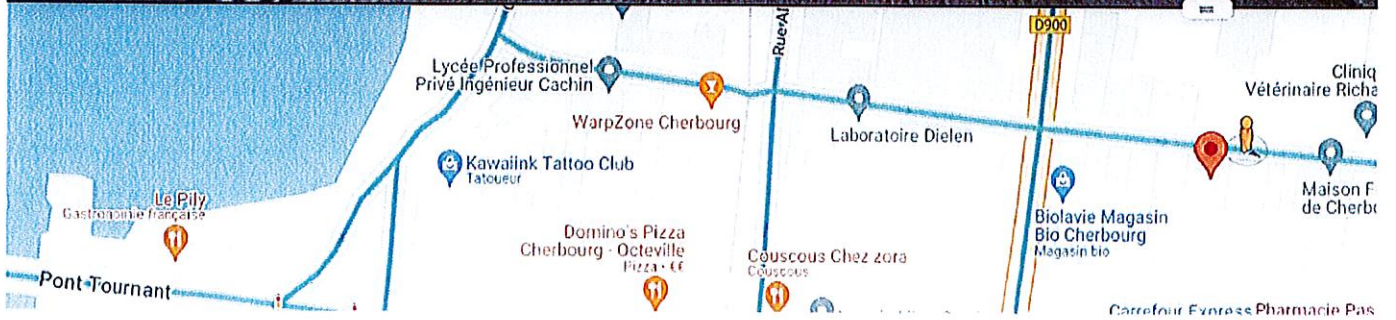 D900
Lycée Professionnel
Privé Ingénieur Cachin
WarpZone Cherbourg
Laboratoire Dielen
Cliniq
Vétérinaire Richa
Kawaiink Tattoo Club
Tatoueur
Le Pily
Gastronomie française
Domino's Pizza
Cherbourg - Octeville
Pizza · €€
Couscous Chez zora
Couscous
Biolavie Magasin
Bio Cherbourg
Magasin bio
Maison F
de Cherbo
Pont-Tournant
Carrefour Express
Pharmacie Pas